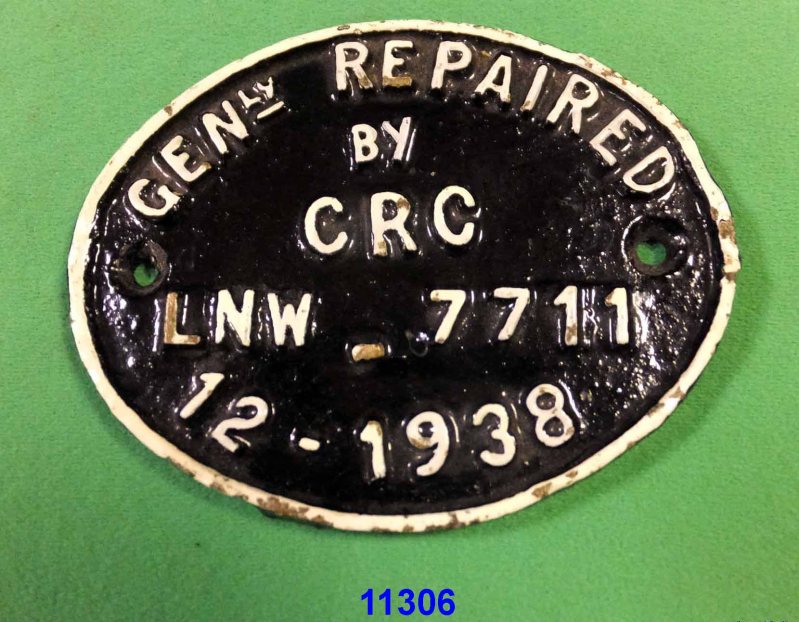 GENLY REPAIRED
BY
CRC
LNW - 7711
12 - 1938
11306